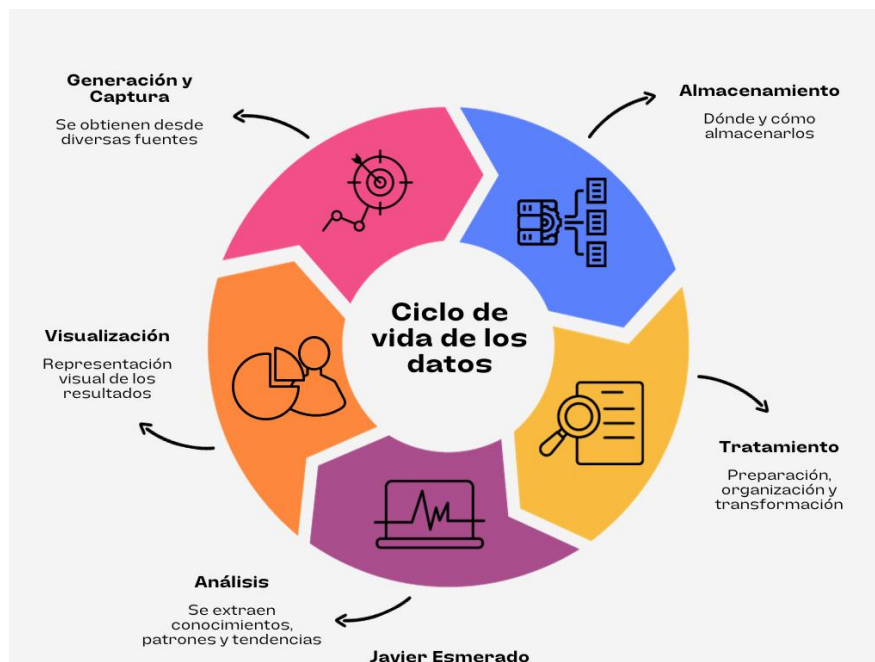 Generación y
Captura
Se obtienen desde
diversas fuentes
Almacenamiento
Dónde y cómo
almacenarlos
Ciclo de
vida de los
datos
Visualización
Representación
visual de los
resultados
Tratamiento
Preparación,
organización y
transformación
Análisis
Se extraen
conocimientos,
patrones y tendencias
Javier Esmerado